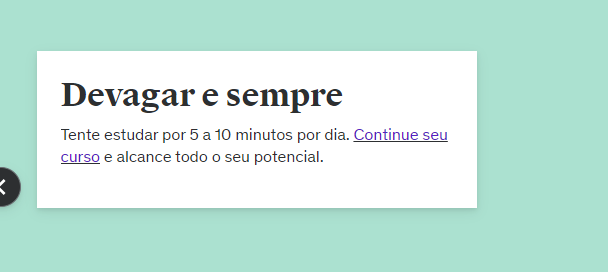 Devagar e sempre
Tente estudar por 5 a 10 minutos por dia. Continue seu
curso e alcance todo o seu potencial.